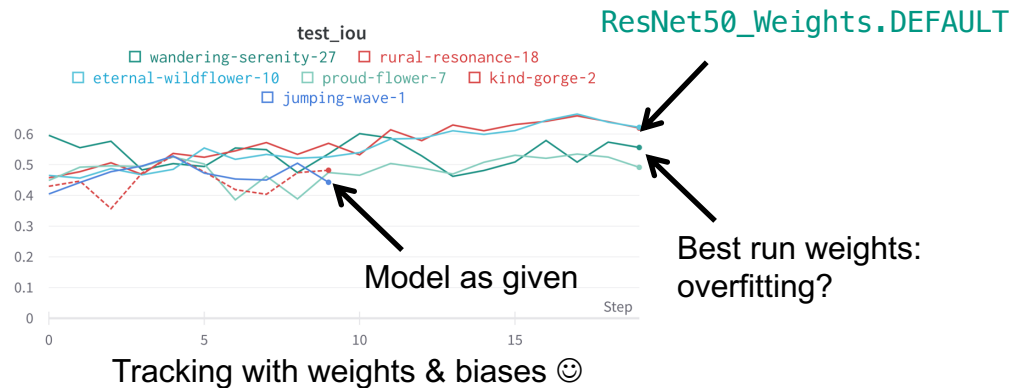 ResNet50_Weights.DEFAULT
test_iou
wandering-serenity-27 rural-resonance-18
eternal-wildflower-10 proud-flower-7 kind-gorge-2
jumping-wave-1
0.6
0.5
0.4
0.3
0.2
0.1
0
Step
0 5 10 15
Model as given
Best run weights:
overfitting?
Tracking with weights & biases ☺